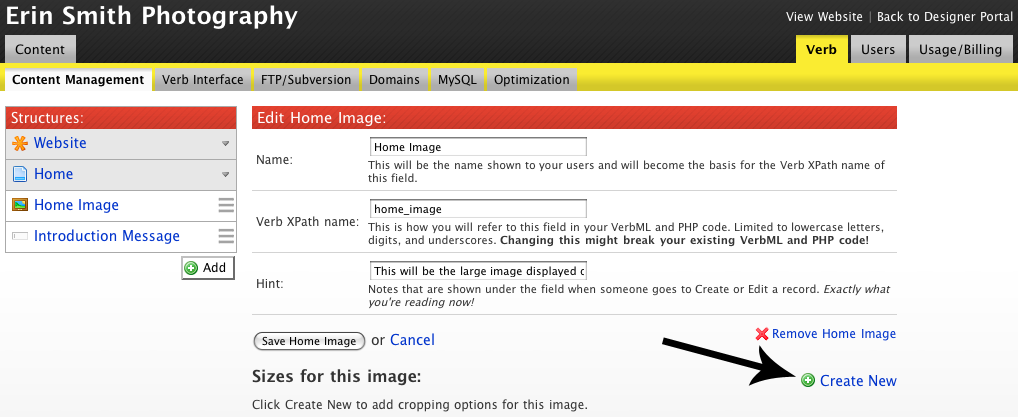 Erin Smith Photography
View Website | Back to Designer Portal
Content
Verb
Users
Usage/Billing
Content Management
Verb Interface
FTP/Subversion
Domains
MySQL
Optimization
Structures:
Website
Home
Home Image
Introduction Message
Add
Edit Home Image:
Name:
Home Image
This will be the name shown to your users and will become the basis for the Verb XPath name of
this field.
Verb XPath name:
home_image
This is how you will refer to this field in your VerbML and PHP code. Limited to lowercase letters,
digits, and underscores. Changing this might break your existing VerbML and PHP code!
Hint:
This will be the large image displayed
Notes that are shown under the field when someone goes to Create or Edit a record. Exactly what
you're reading now!
Save Home Image or Cancel
Remove Home Image
Sizes for this image:
Create New
Click Create New to add cropping options for this image.